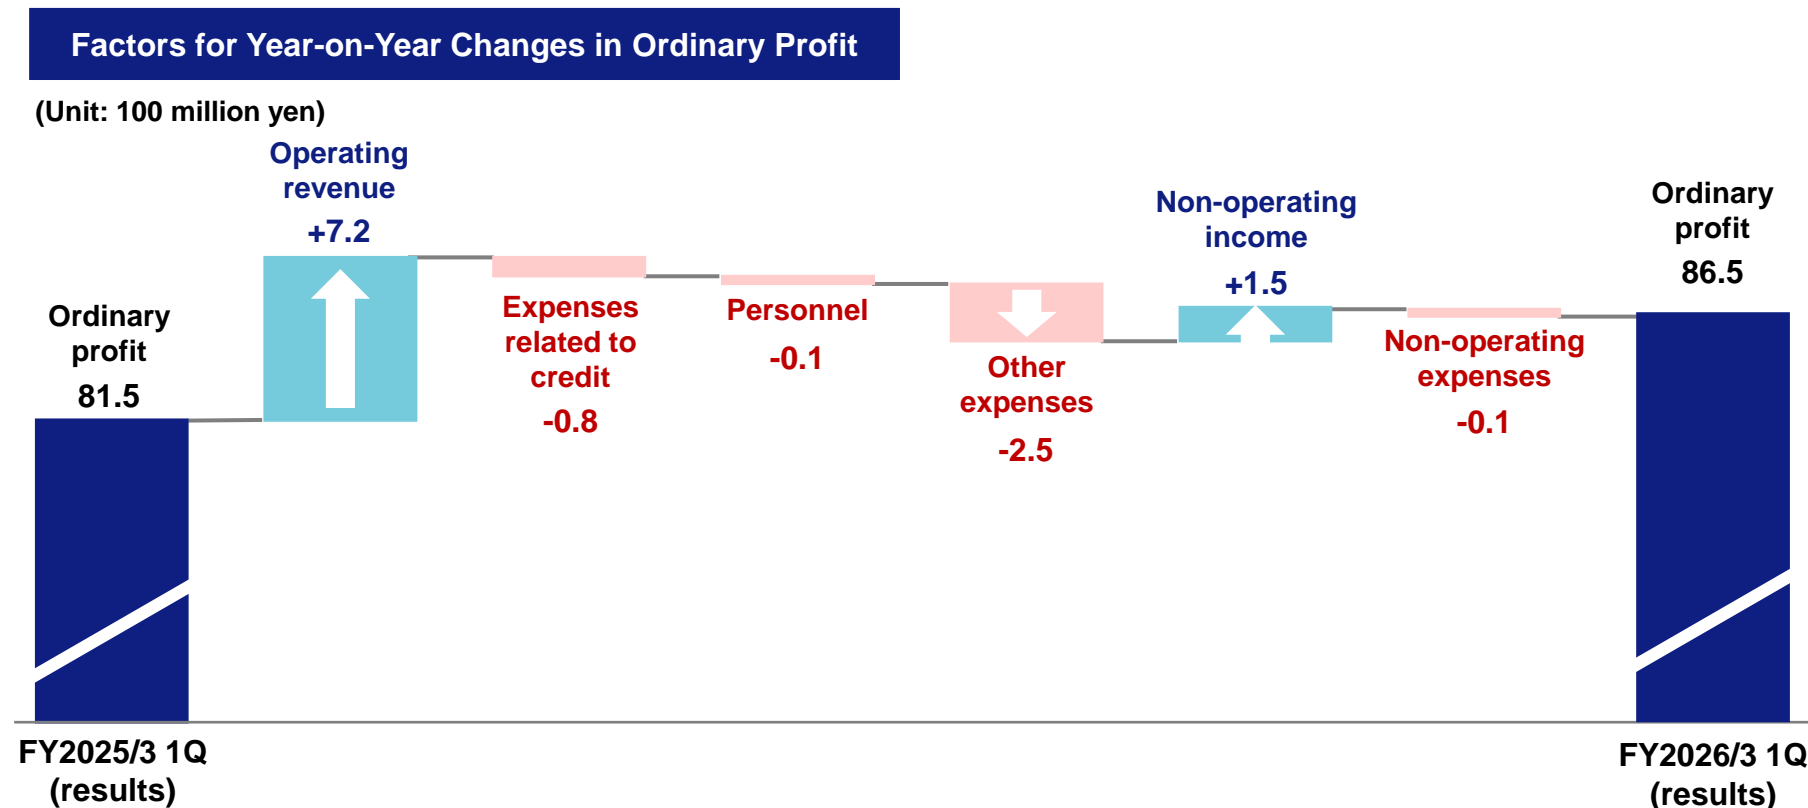 Factors for Year-on-Year Changes in Ordinary Profit
(Unit: 100 million yen)
Ordinary
profit
81.5
Operating
revenue
+7.2
Expenses
related to
credit
-0.8
Personnel
-0.1
Other
expenses
-2.5
Non-operating
income
+1.5
Non-operating
expenses
-0.1
Ordinary
profit
86.5
FY2025/3 1Q
(results)
FY2026/3 1Q
(results)